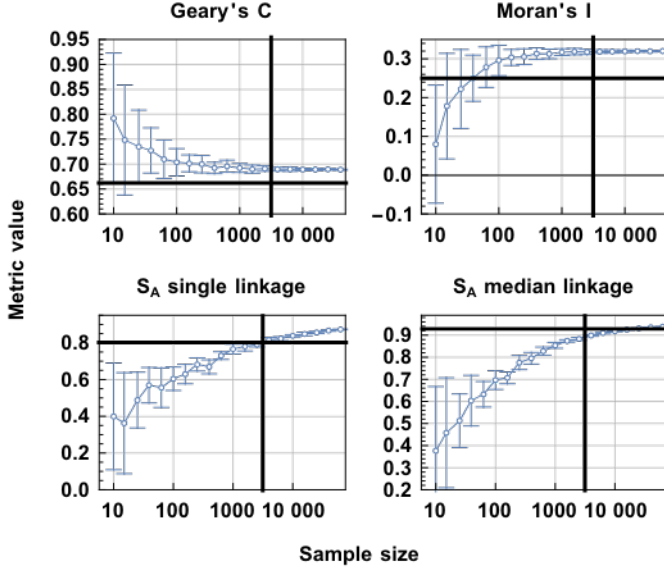 Geary's C
Moran's I
0.95
0.90
0.85
0.80
0.75
0.70
0.65
0.60
10 100 1000 10 000
0.3
0.2
0.1
0.0
−0.1
10 100 1000 10 000
Metric value
S_A single linkage
S_A median linkage
0.8
0.6
0.4
0.2
0.0
10 100 1000 10 000
0.9
0.8
0.7
0.6
0.5
0.4
0.3
0.2
10 100 1000 10 000
Sample size